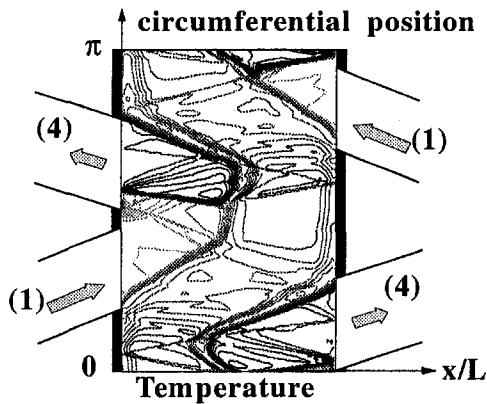 circumferential position
π
(4)
(1)
(4)
(1)
0
x/L
Temperature